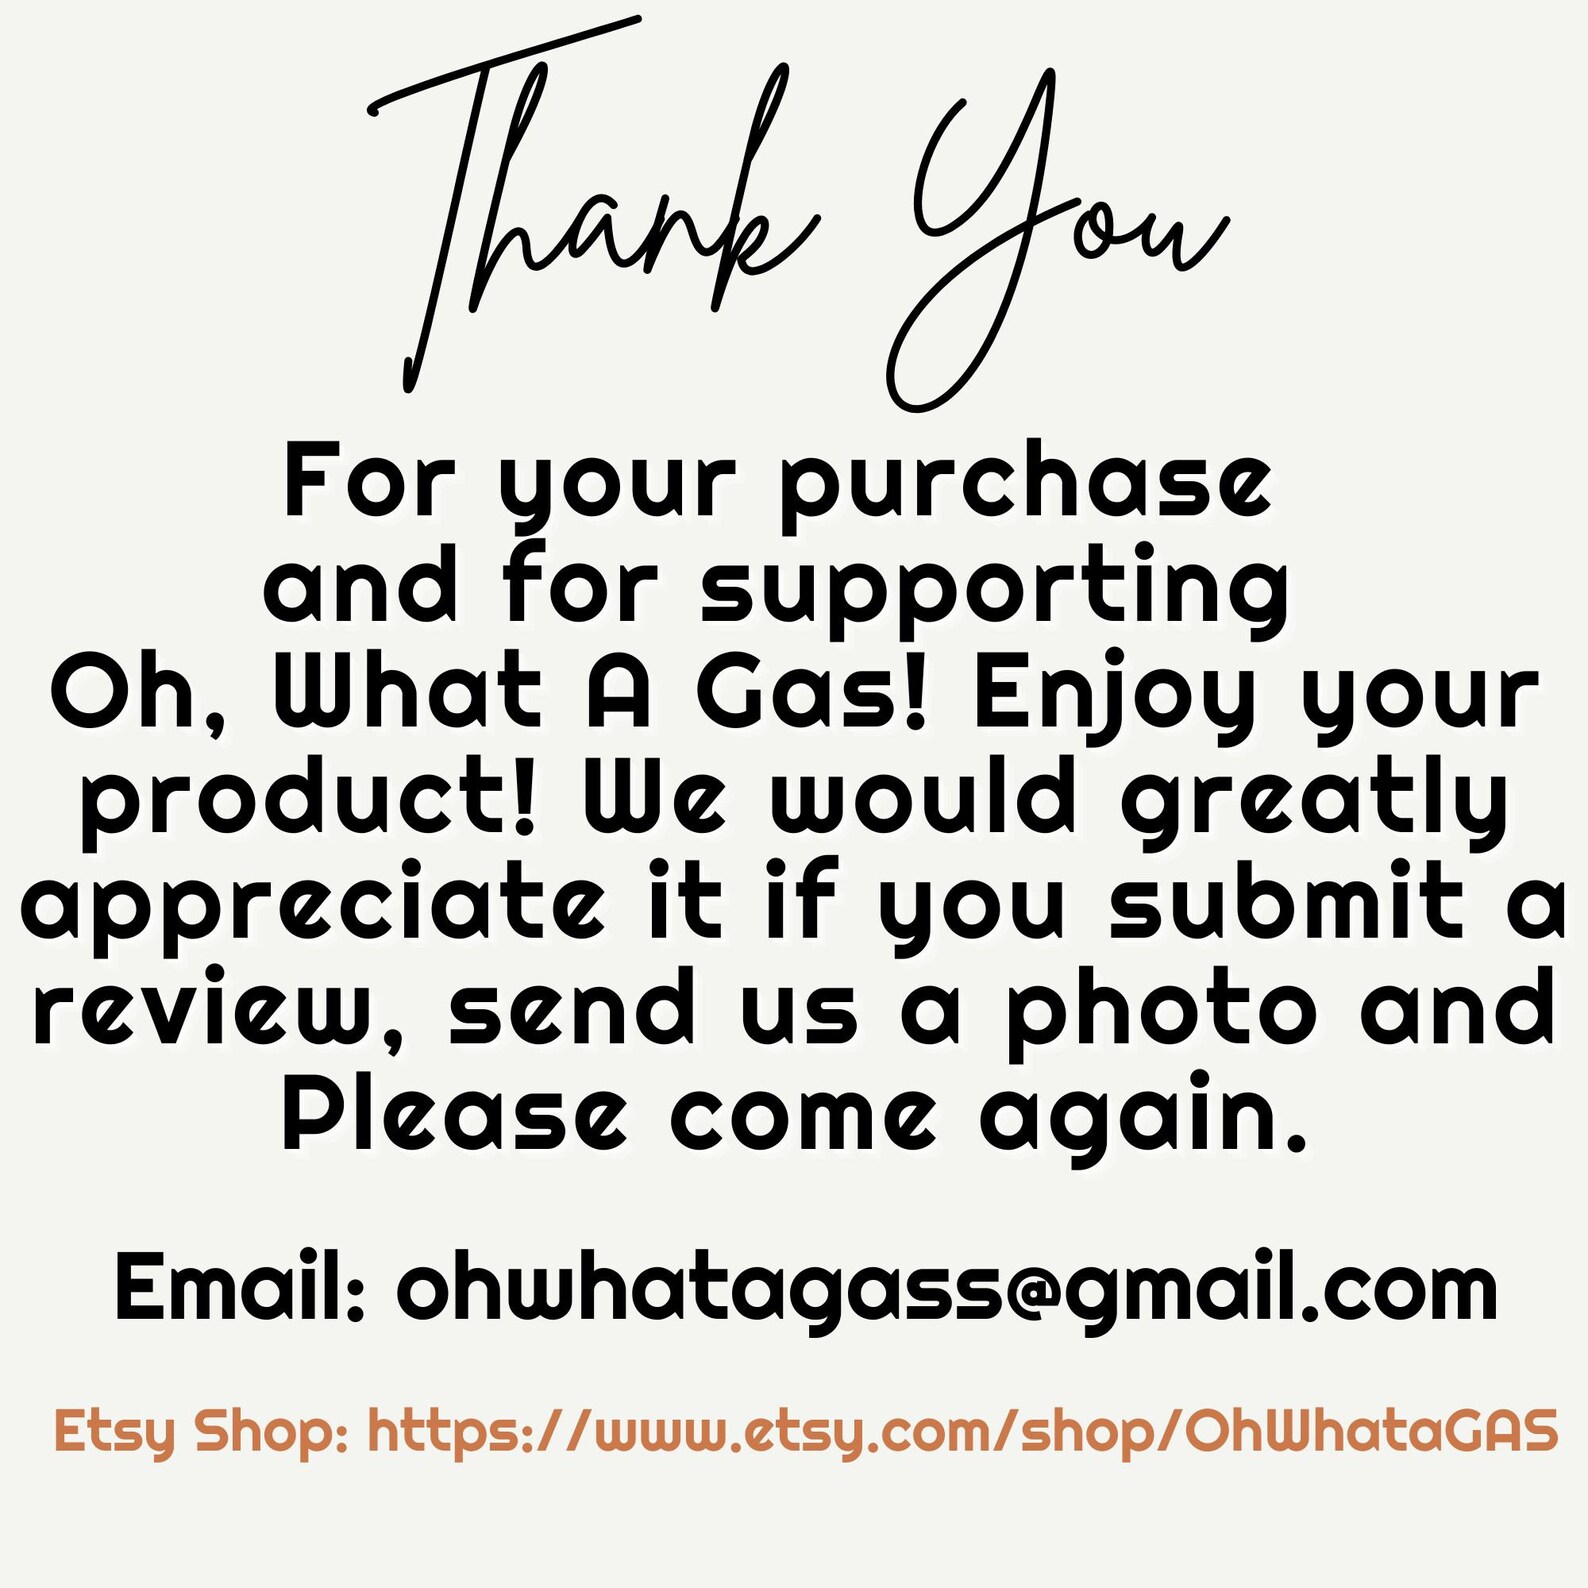 Thank You
For your purchase
and for supporting
Oh, What A Gas! Enjoy your
product! We would greatly
appreciate it if you submit a
review, send us a photo and
Please come again.
Email: ohwhatagass@gmail.com
Etsy Shop: https://www.etsy.com/shop/OhWhataGAS